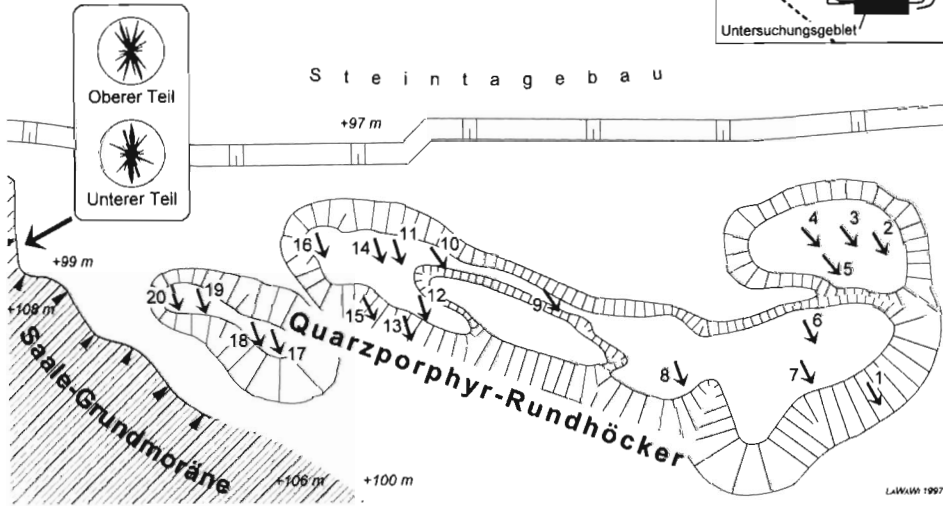 Untersuchungsgebiet
Oberer Teil
Unterer Teil
Steintagebau
+97 m
+99 m
+108 m
+106 m
+100 m
Saale-Grundmoräne
Quarzporphyr-Rundhöcker
1
2
3
4
5
6
7
8
9
10
11
12
13
14
15
16
17
18
19
20
LAWAWI 1997